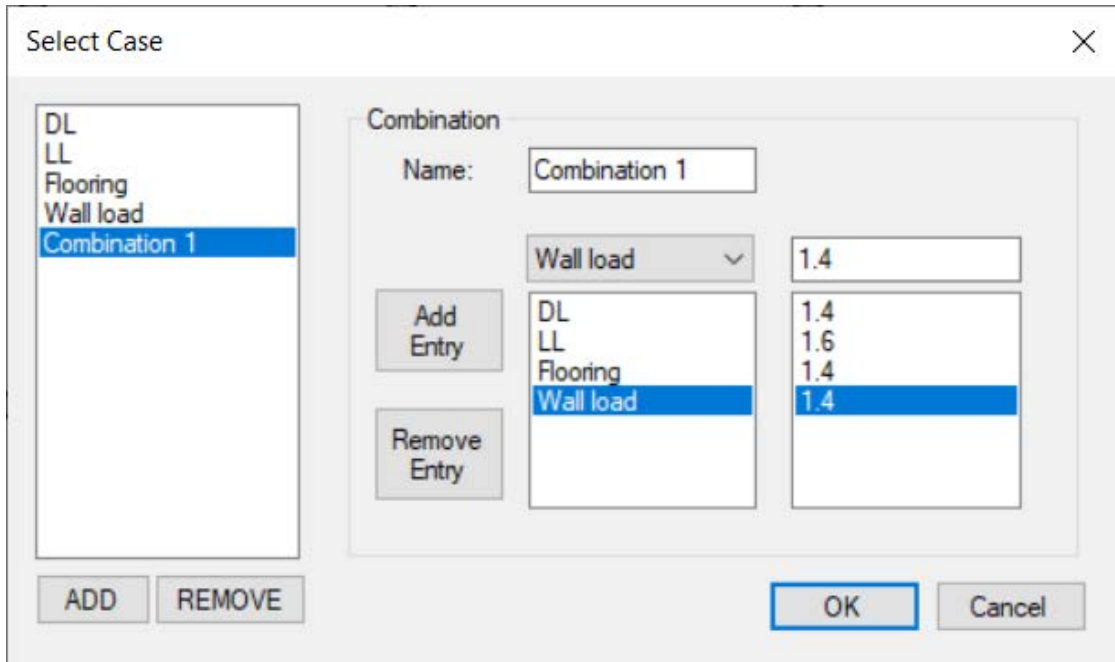 Select Case
DL
LL
Flooring
Wall load
Combination 1
ADD
REMOVE
Combination
Name:
Combination 1
Wall load
1.4
Add
Entry
Remove
Entry
DL
LL
Flooring
Wall load
1.4
1.6
1.4
1.4
OK
Cancel